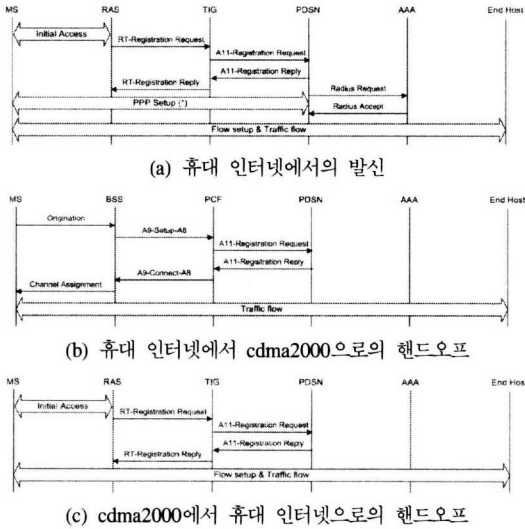 MS RAS TIG PDSN AAA End Host
Initial Access
RT-Registration Request
A11-Registration Request
A11-Registration Reply
RT-Registration Reply
PPP Setup (*)
Radius Request
Radius Accept
Flow setup & Traffic flow
(a) 휴대 인터넷에서의 발신
MS BSS PCF PDSN AAA End Host
Origination
A9-Setup-A8
A11-Registration Request
A11-Registration Reply
A9-Connect-A8
Channel Assignment
Traffic flow
(b) 휴대 인터넷에서 cdma2000으로의 핸드오프
MS RAS TIG PDSN AAA End Host
Initial Access
RT-Registration Request
A11-Registration Request
A11-Registration Reply
RT-Registration Reply
Flow setup & Traffic flow
(c) cdma2000에서 휴대 인터넷으로의 핸드오프